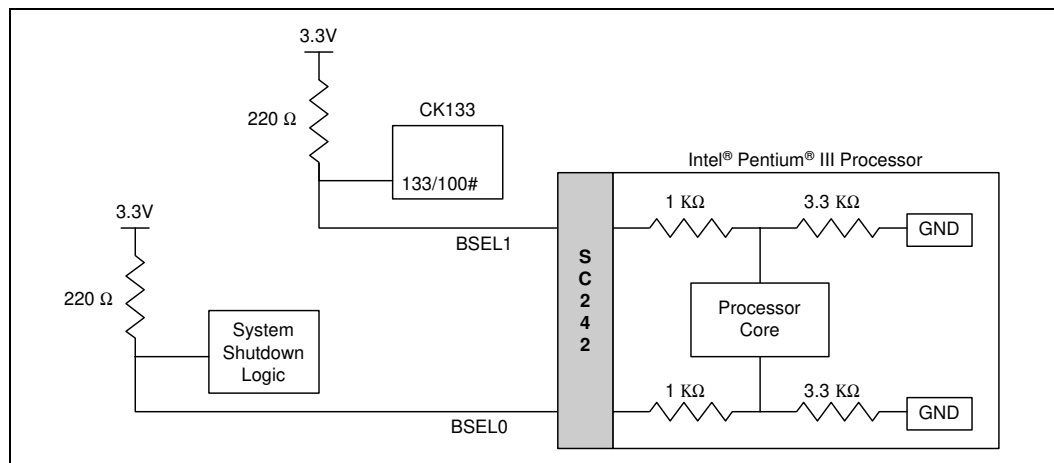 3.3V
220 Ω
CK133
133/100#
Intel® Pentium® III Processor
3.3V
220 Ω
System
Shutdown
Logic
BSEL1
BSEL0
S
C
2
4
2
1 KΩ
3.3 KΩ
GND
Processor
Core
1 KΩ
3.3 KΩ
GND